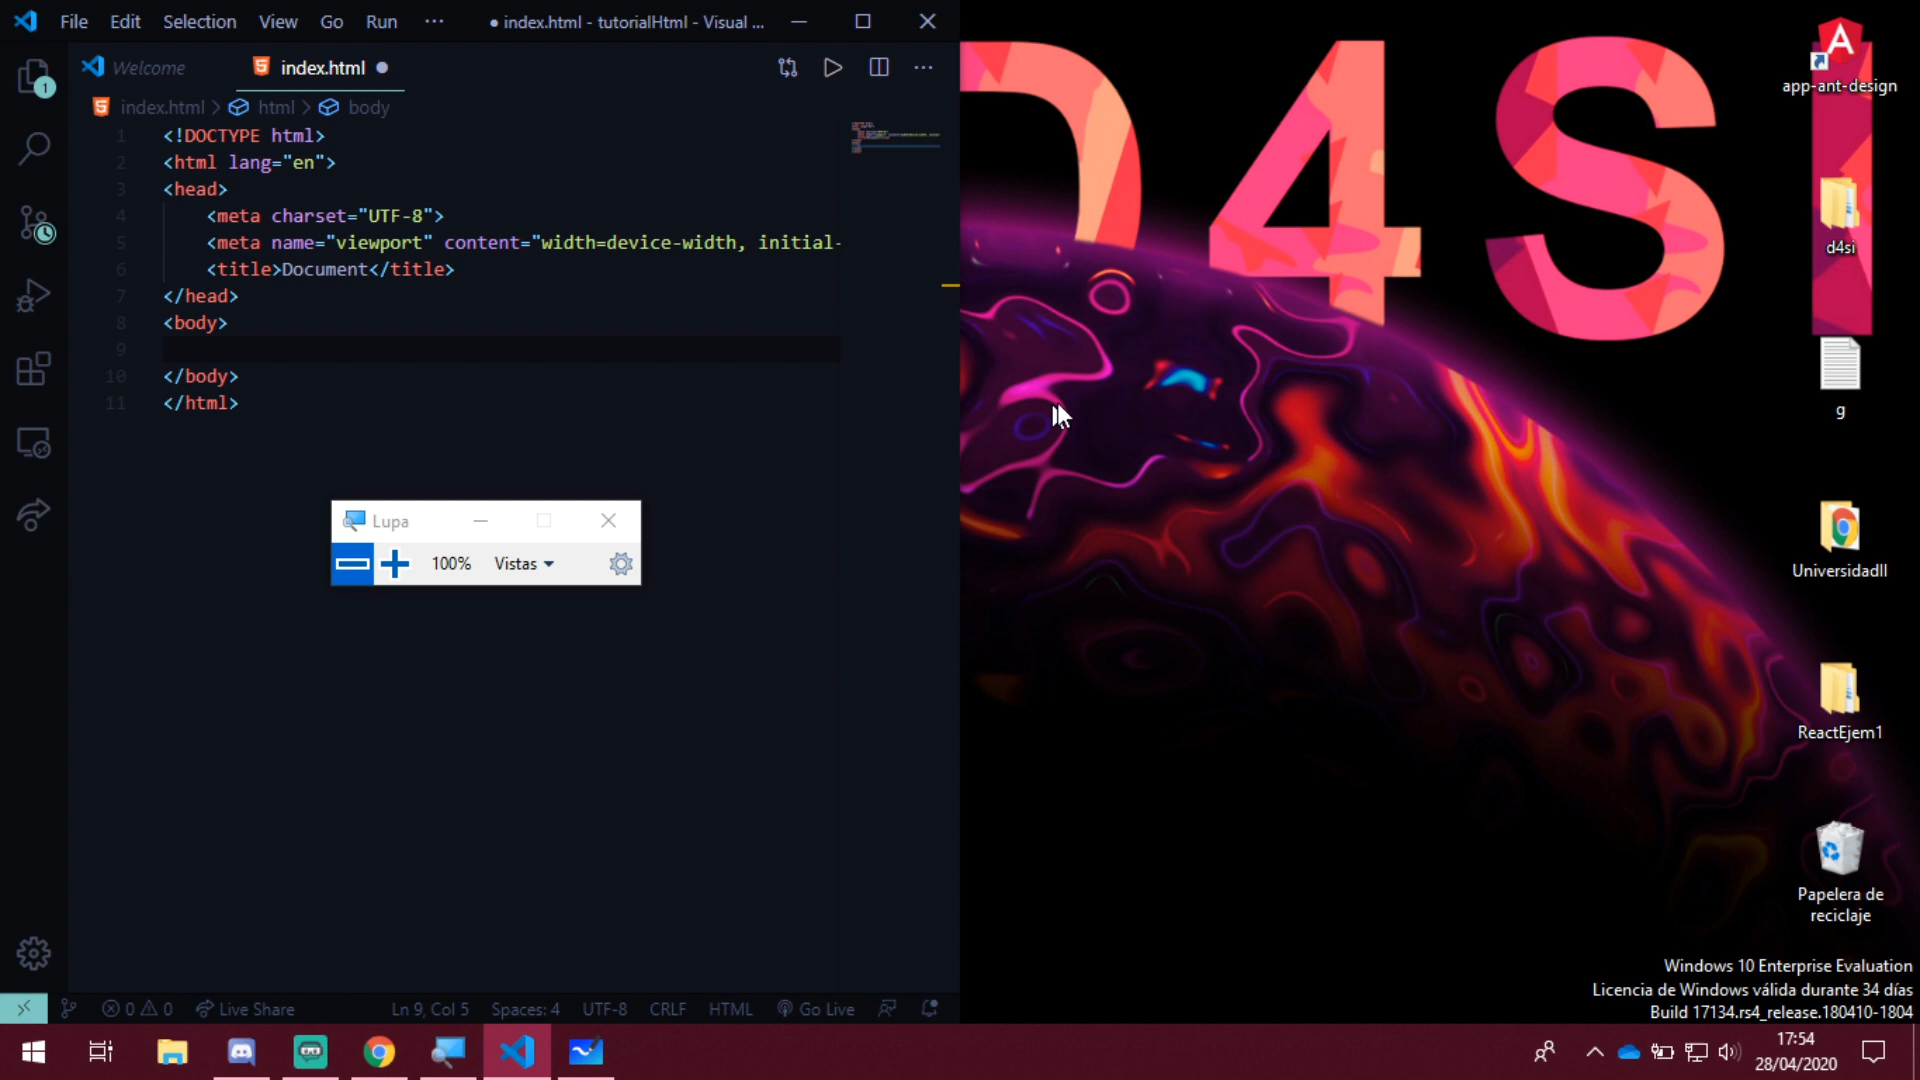 File Edit Selection View Go Run ··· ● index.html - tutorialHtml - Visual ...
Welcome index.html
index.html > html > body
1 <!DOCTYPE html>
2 <html lang="en">
3 <head>
4 <meta charset="UTF-8">
5 <meta name="viewport" content="width=device-width, initial-
6 <title>Document</title>
7 </head>
8 <body>
9
10 </body>
11 </html>
1
Lupa
100% Vistas
0 0 Live Share Ln 9, Col 5 Spaces: 4 UTF-8 CRLF HTML Go Live
D4SI
app-ant-design
d4si
g
Universidadll
ReactEjem1
Papelera de
reciclaje
Windows 10 Enterprise Evaluation
Licencia de Windows válida durante 34 días
Build 17134.rs4_release.180410-1804
17:54
28/04/2020